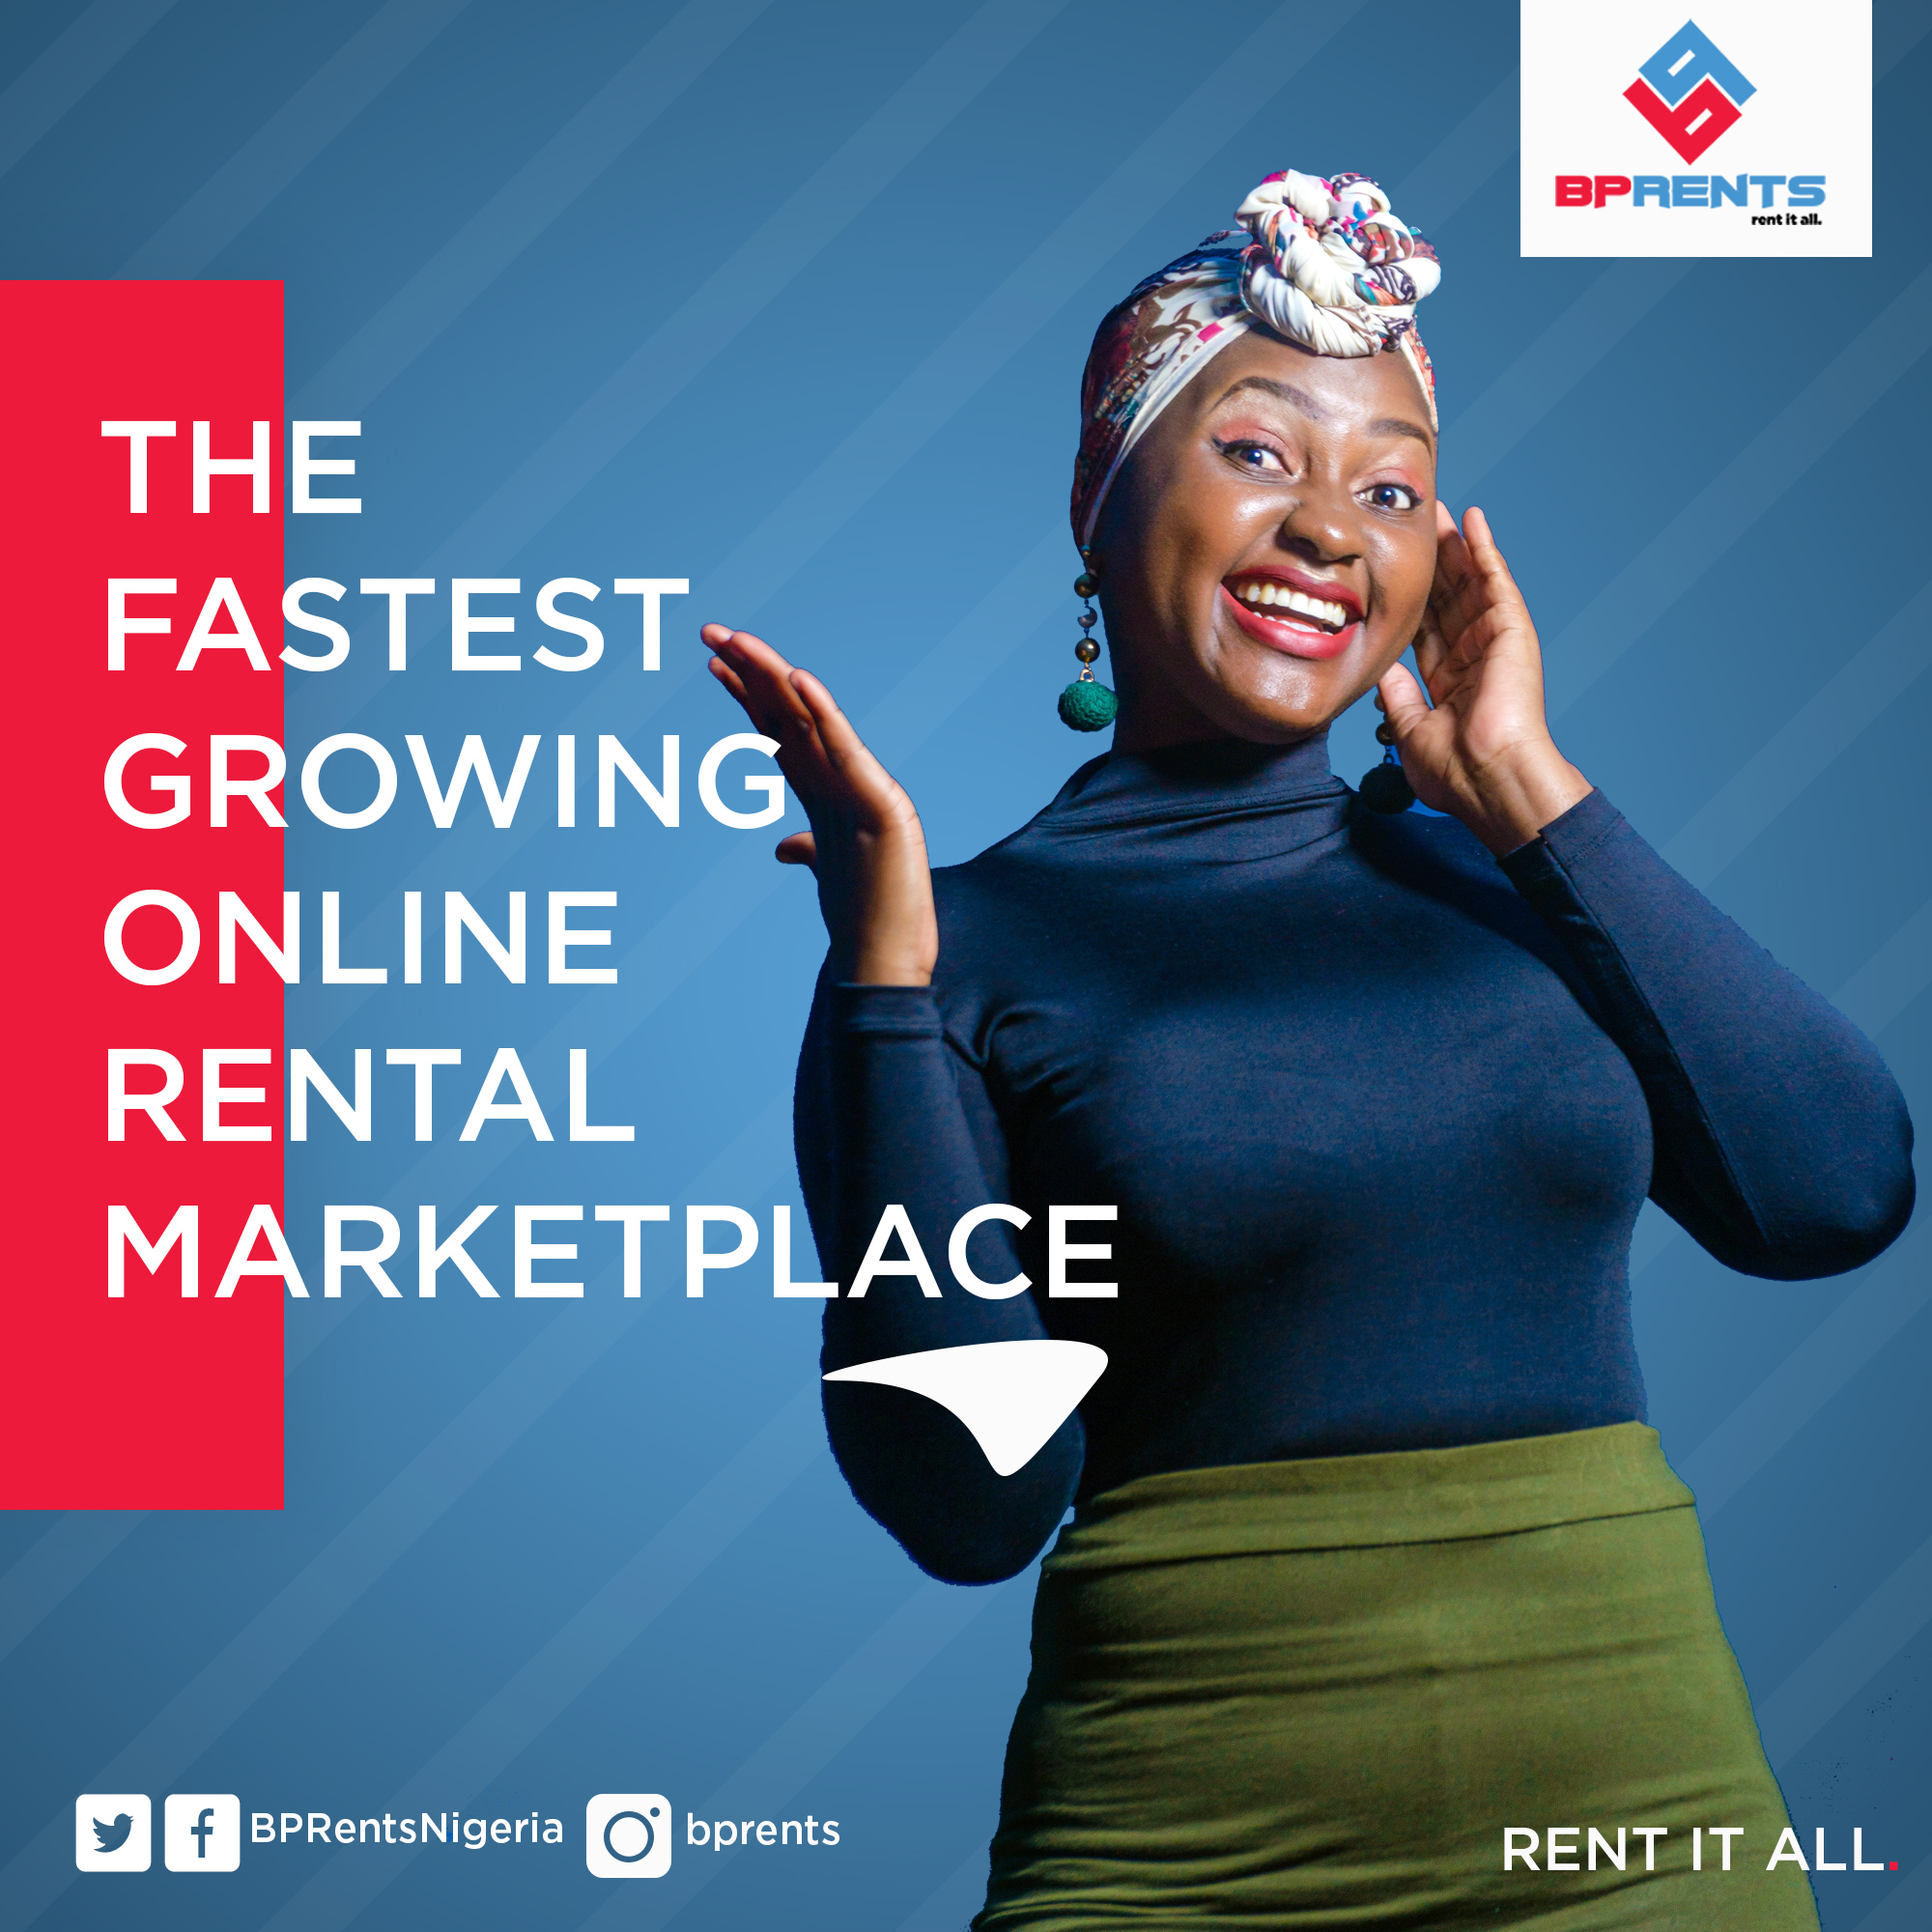 BPRENTS
rent it all.
THE
FASTEST
GROWING
ONLINE
RENTAL
MARKETPLACE
BPRentsNigeria
bprents
RENT IT ALL.